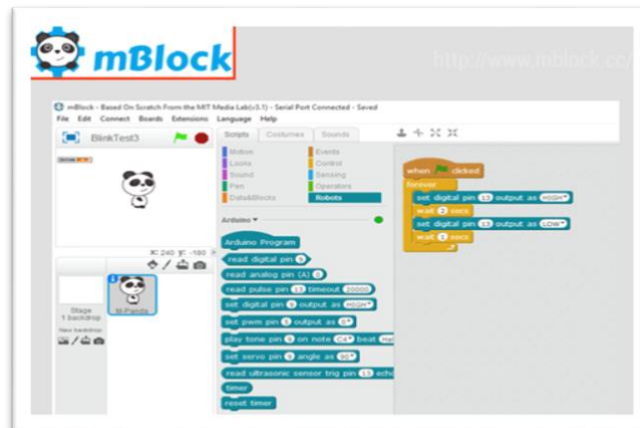 mBlock
http://www.mblock.cc/
mBlock - Based On Scratch From the MIT Media Lab(v3.1) - Serial Port Connected - Saved
File Edit Connect Boards Extensions Language Help
BlinkTest3
Scripts Costumes Sounds
Motion Events
Looks Control
Sound Sensing
Pen Operators
Data&Blocks Robots
Arduino
Arduino Program
read digital pin 9
read analog pin (A) 0
read pulse pin 13 timeout 20000
set digital pin 9 output as HIGH
set pwm pin 5 output as 0
play tone pin 9 on note C4 beat
set servo pin 9 angle as 90
read ultrasonic sensor trig pin 13 echo
timer
reset timer
when clicked
forever
set digital pin 13 output as HIGH
wait 2 secs
set digital pin 13 output as LOW
wait 1 secs
X: 240 Y: -180
Stage
1 backdrop
New backdrop
M-Panda